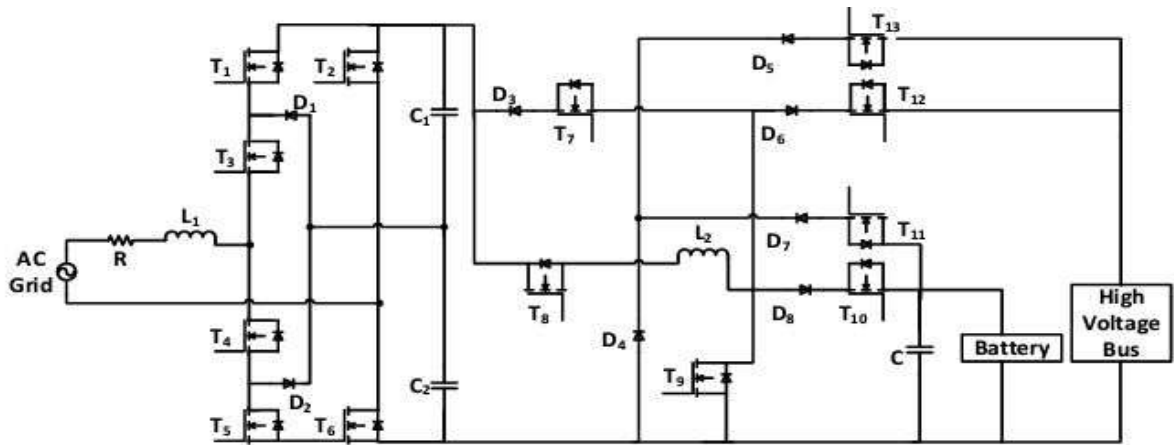 T₁₃
T₁
T₂
D₅
D₁
D₃
T₁₂
C₁
T₇
D₆
T₃
L₁
T₁₁
L₂
D₇
R
AC
Grid
T₈
D₈
T₁₀
High
Voltage
Bus
T₄
D₄
C
Battery
T₉
C₂
D₂
T₅
T₆